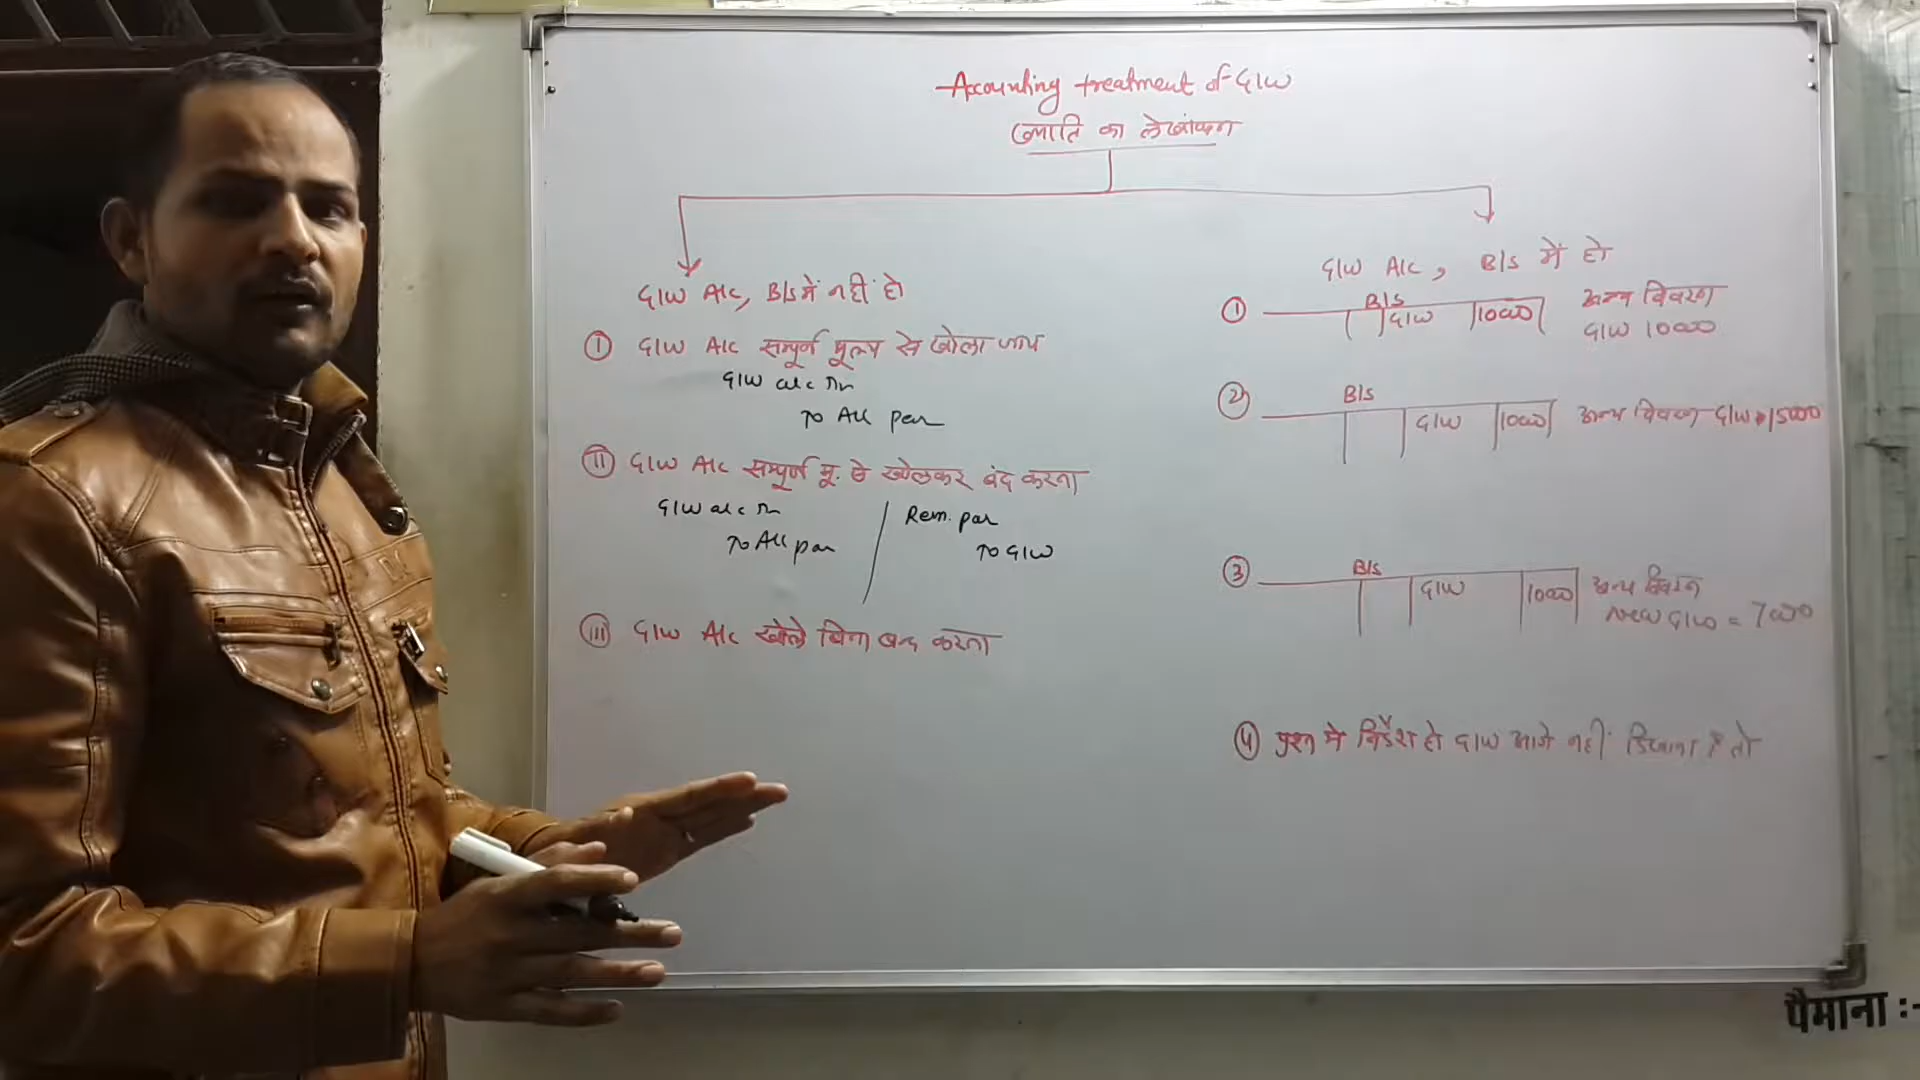 Accounting treatment of G/W
ख्याति का लेखांकन
G/W A/c, B/s में नहीं हो
① G/W A/c सम्पूर्ण मूल्य से खोला जाय
G/W a/c Dr
To All par
② G/W A/c सम्पूर्ण मू. से खोलकर बंद करना
G/W a/c Dr
To All par
Rem. par
To G/W
③ G/W A/c खोले बिना बन्द करना
G/W A/c, B/s में हो
① B/s
G/W 10000
अन्य विवरण
G/W 10000
② B/s
G/W 10000 अन्य विवरण G/W 15000
③ B/s
G/W 10000 अन्य विवरण
New G/W = 7000
④ प्रश्न में निर्देश हो G/W आगे नहीं दिखाना है तो
पैमाना :-